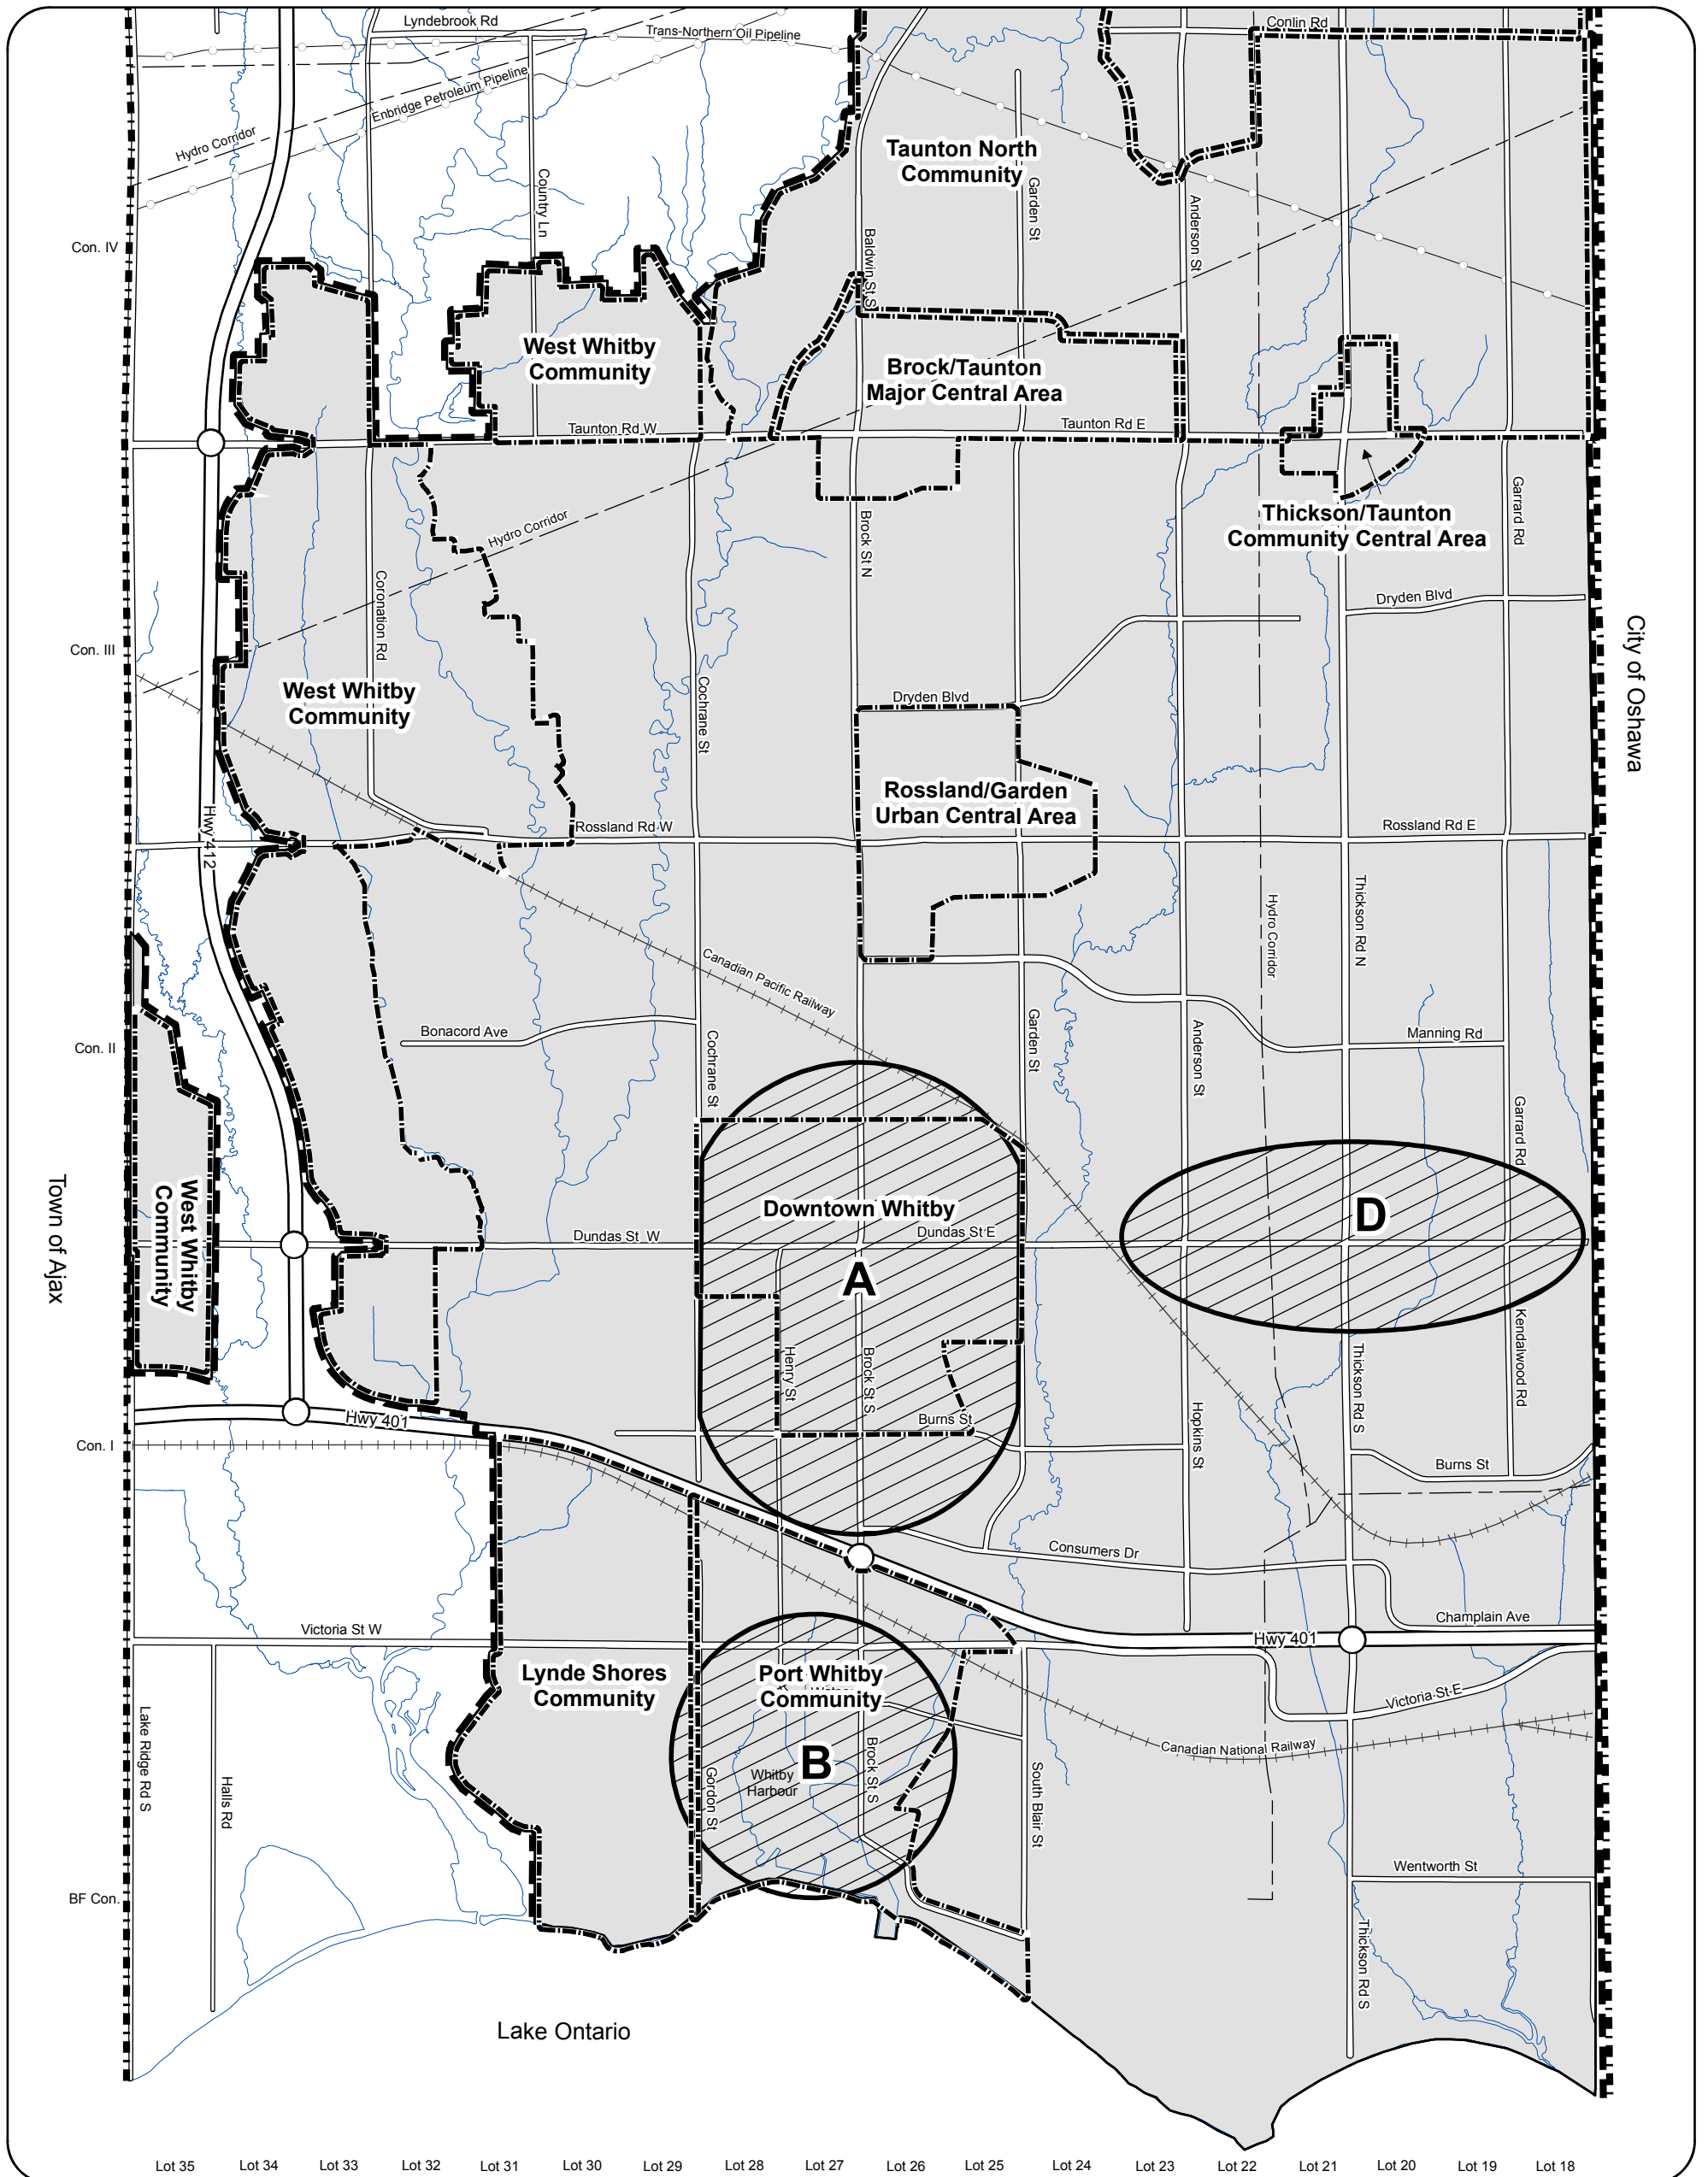 Lyndebrook Rd
Trans-Northern Oil Pipeline
Conlin Rd
Enbridge Petroleum Pipeline
Hydro Corridor
Taunton North
Community
Country Ln
Garden St
Anderson St
Baldwin St S
Con. IV
West Whitby
Community
Brock/Taunton
Major Central Area
Taunton Rd W
Taunton Rd E
Thickson/Taunton
Community Central Area
Garrard Rd
Hydro Corridor
Brock St N
Coronation Rd
Dryden Blvd
City of Oshawa
Con. III
West Whitby
Community
Cochrane St
Dryden Blvd
Rossland/Garden
Urban Central Area
Hwy 412
Rossland Rd W
Rossland Rd E
Thickson Rd N
Hydro Corridor
Canadian Pacific Railway
Bonacord Ave
Cochrane St
Garden St
Anderson St
Manning Rd
Con. II
Garrard Rd
Town of Ajax
West Whitby
Community
Downtown Whitby
Dundas St W
Dundas St E
A
D
Henry St
Brock St S
Kendalwood Rd
Thickson Rd S
Hopkins St
Hwy 401
Burns St
Con. I
Burns St
Consumers Dr
Champlain Ave
Victoria St W
Hwy 401
Lynde Shores
Community
Port Whitby
Community
Victoria St E
Lake Ridge Rd S
Halls Rd
Canadian National Railway
B
Whitby
Harbour
Gordon St
Brock St S
South Blair St
Wentworth St
BF Con.
Thickson Rd S
Lake Ontario
Lot 35
Lot 34
Lot 33
Lot 32
Lot 31
Lot 30
Lot 29
Lot 28
Lot 27
Lot 26
Lot 25
Lot 24
Lot 23
Lot 22
Lot 21
Lot 20
Lot 19
Lot 18